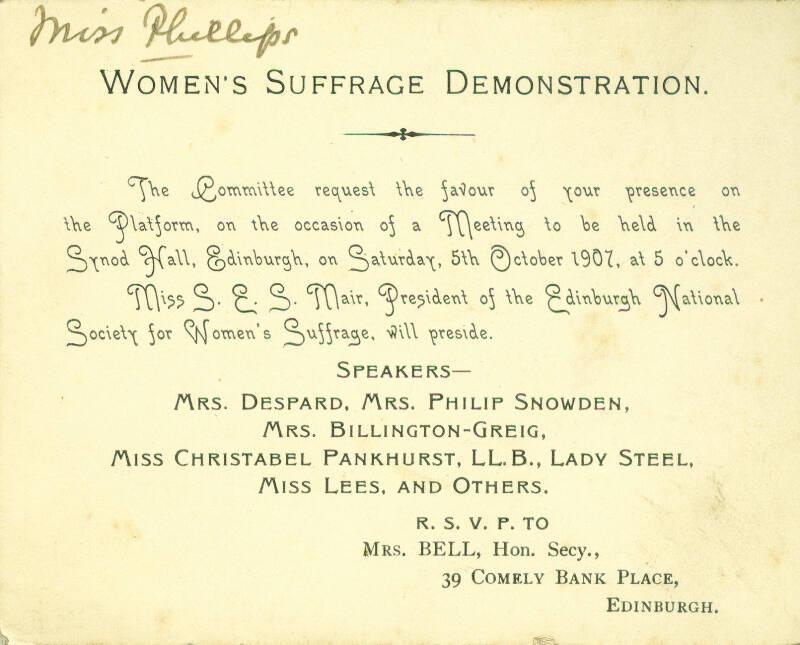 Miss Phillips
WOMEN'S SUFFRAGE DEMONSTRATION.
The Committee request the favour of your presence on
the Platform, on the occasion of a Meeting to be held in the
Synod Hall, Edinburgh, on Saturday, 5th October 1907, at 5 o'clock.
Miss S. E. S. Mair, President of the Edinburgh National
Society for Women's Suffrage, will preside.
SPEAKERS—
MRS. DESPARD, MRS. PHILIP SNOWDEN,
MRS. BILLINGTON-GREIG,
MISS CHRISTABEL PANKHURST, LL.B., LADY STEEL,
MISS LEES, AND OTHERS.
R. S. V. P. TO
MRS. BELL, Hon. Secy.,
39 COMELY BANK PLACE,
EDINBURGH.